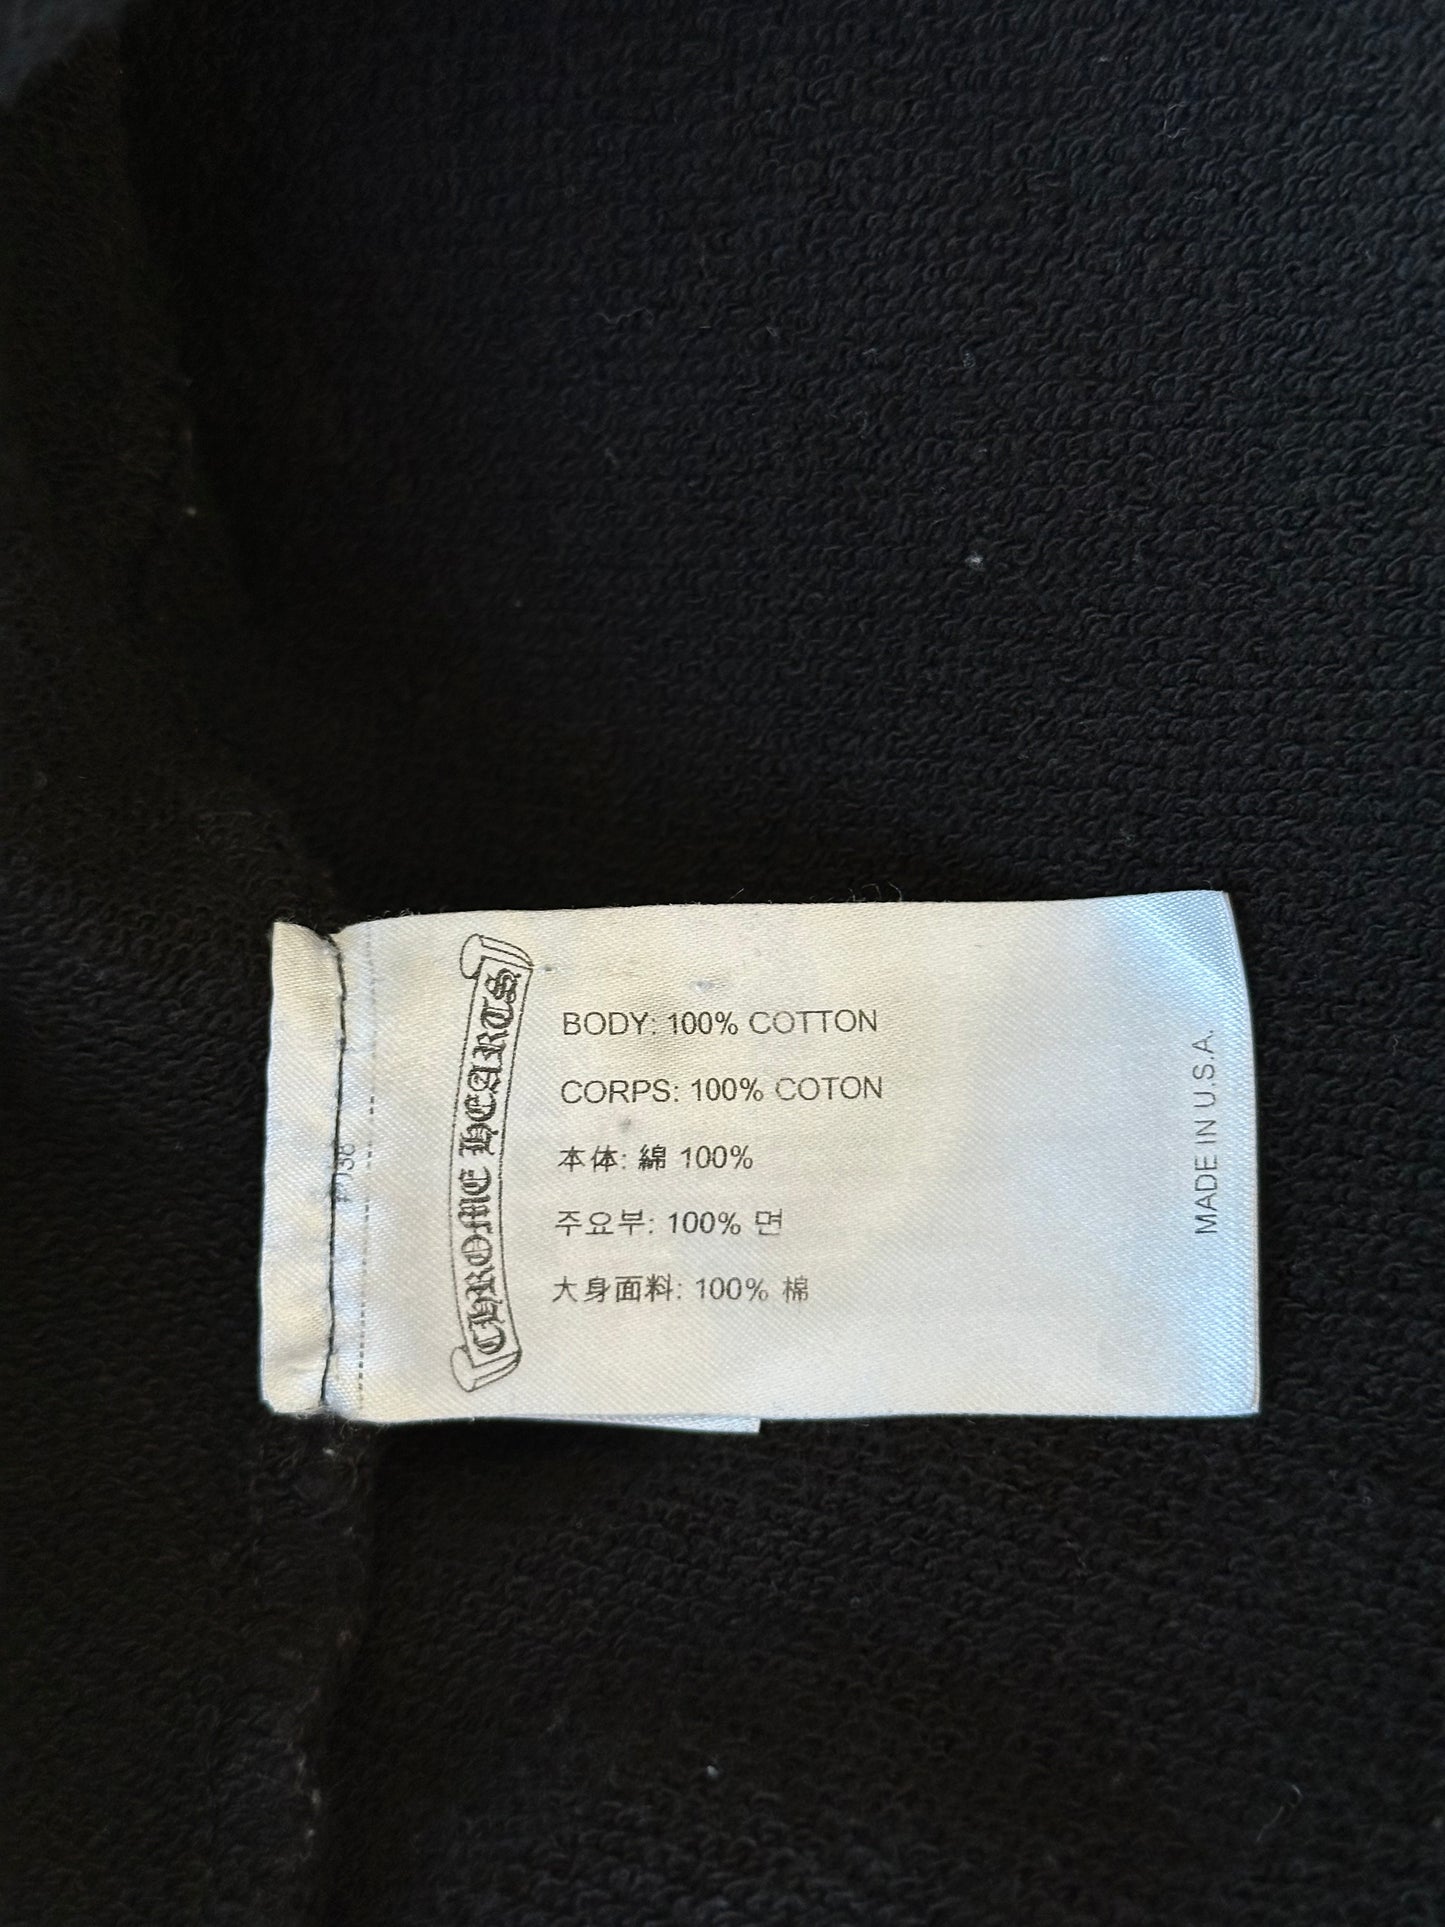 CHROME HEARTS
BODY: 100% COTTON
CORPS: 100% COTON
本体: 綿 100%
주요부: 100% 면
大身面料: 100% 棉
MADE IN U.S.A.